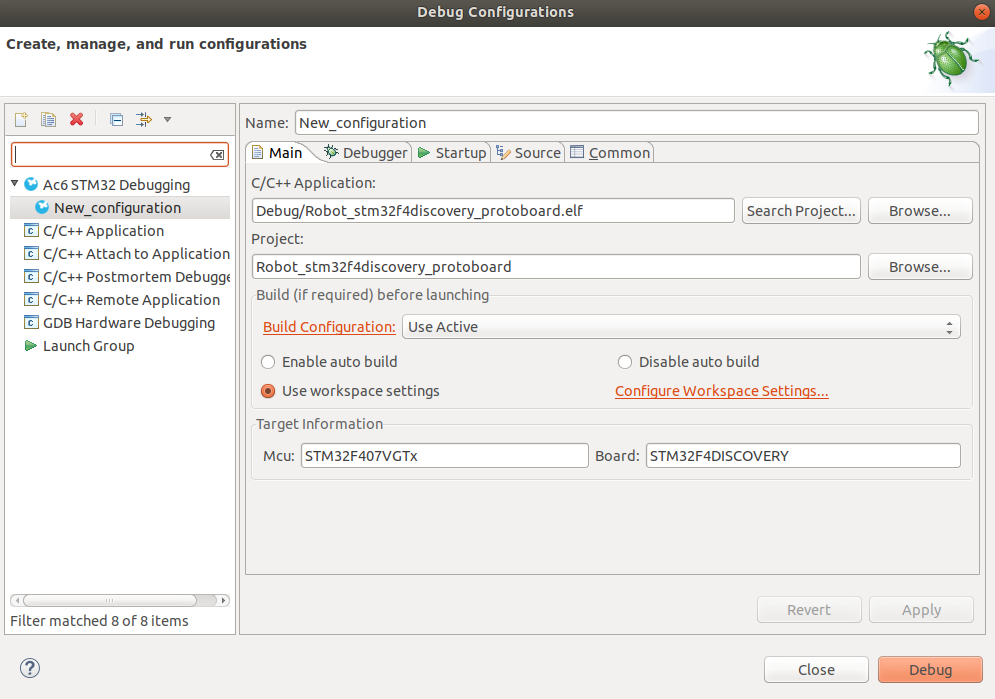 Debug Configurations
Create, manage, and run configurations
Ac6 STM32 Debugging
New_configuration
C/C++ Application
C/C++ Attach to Application
C/C++ Postmortem Debugge
C/C++ Remote Application
GDB Hardware Debugging
Launch Group
Filter matched 8 of 8 items
Name: New_configuration
Main Debugger Startup Source Common
C/C++ Application:
Debug/Robot_stm32f4discovery_protoboard.elf Search Project... Browse...
Project:
Robot_stm32f4discovery_protoboard Browse...
Build (if required) before launching
Build Configuration: Use Active
Enable auto build Disable auto build
Use workspace settings Configure Workspace Settings...
Target Information
Mcu: STM32F407VGTx Board: STM32F4DISCOVERY
Revert Apply
? Close Debug